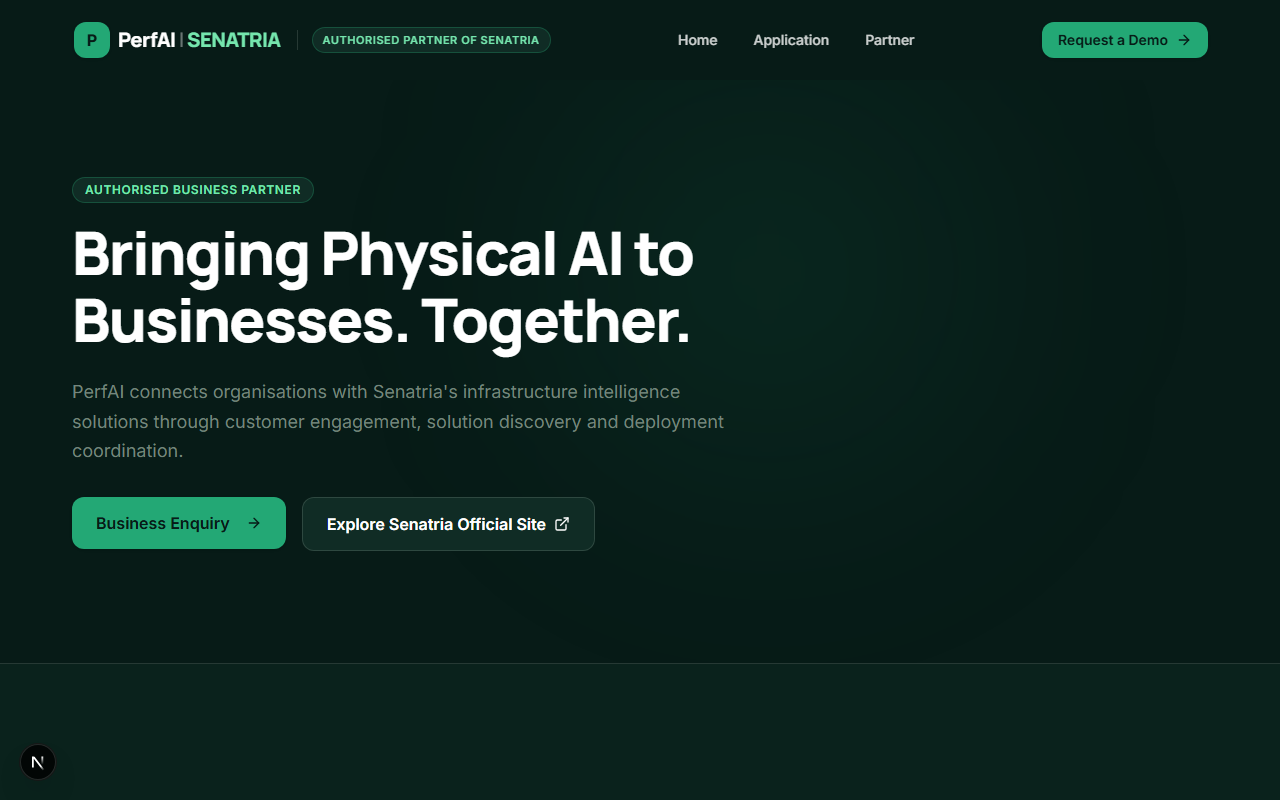 P PerfAI | SENATRIA
AUTHORISED PARTNER OF SENATRIA
Home Application Partner
Request a Demo
AUTHORISED BUSINESS PARTNER
Bringing Physical AI to
Businesses. Together.
PerfAI connects organisations with Senatria's infrastructure intelligence
solutions through customer engagement, solution discovery and deployment
coordination.
Business Enquiry
Explore Senatria Official Site
N